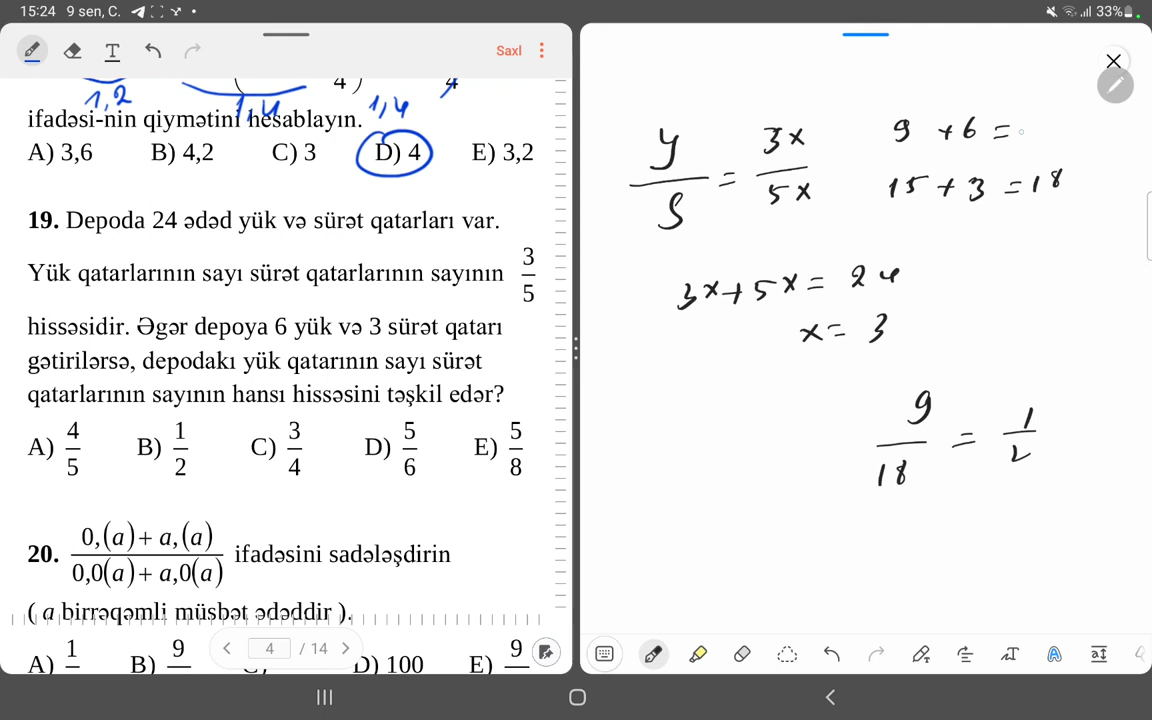 15:24 9 sen, C.
33%
Saxl
4 )
4
1,2
1,4
1,4
ifadəsi-nin qiymətini hesablayın.
A) 3,6 B) 4,2 C) 3 D) 4 E) 3,2
19. Depoda 24 ədəd yük və sürət qatarları var.
Yük qatarlarının sayı sürət qatarlarının sayının 3/5
hissəsidir. Əgər depoya 6 yük və 3 sürət qatarı
gətirilərsə, depodakı yük qatarının sayı sürət
qatarlarının sayının hansı hissəsini təşkil edər?
A) 4/5 B) 1/2 C) 3/4 D) 5/6 E) 5/8
20. 0,(a)+ a,(a) / 0,0(a)+ a,0(a) ifadəsini sadələşdirin
( a birrəqəmli müsbət ədəddir ).
4 / 14
A) 1 B) 9 D) 100 E) 9
y/S = 3x/5x
9 + 6 =
15 + 3 = 18
3x+5x = 24
x = 3
9/18 = 1/2